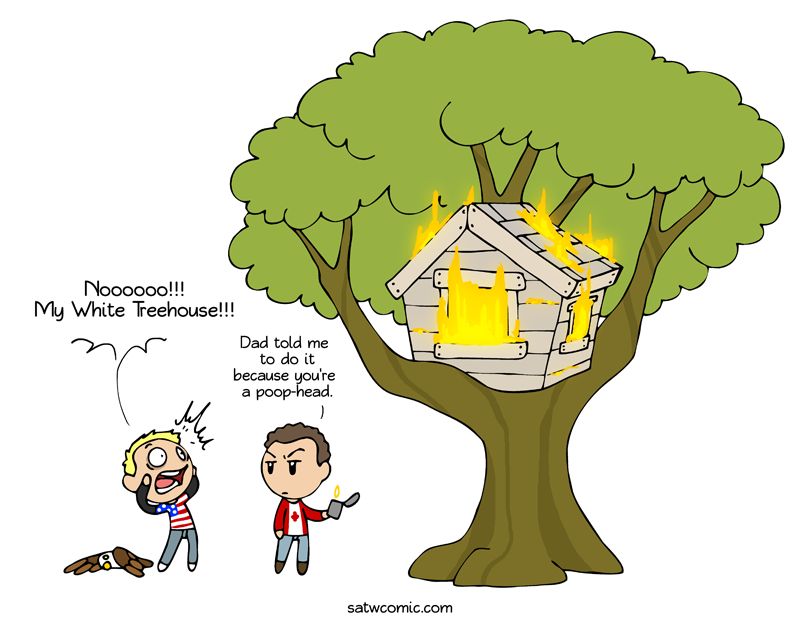 Noooooo!!!
My White Treehouse!!!
Dad told me
to do it
because you're
a poop-head.
satwcomic.com